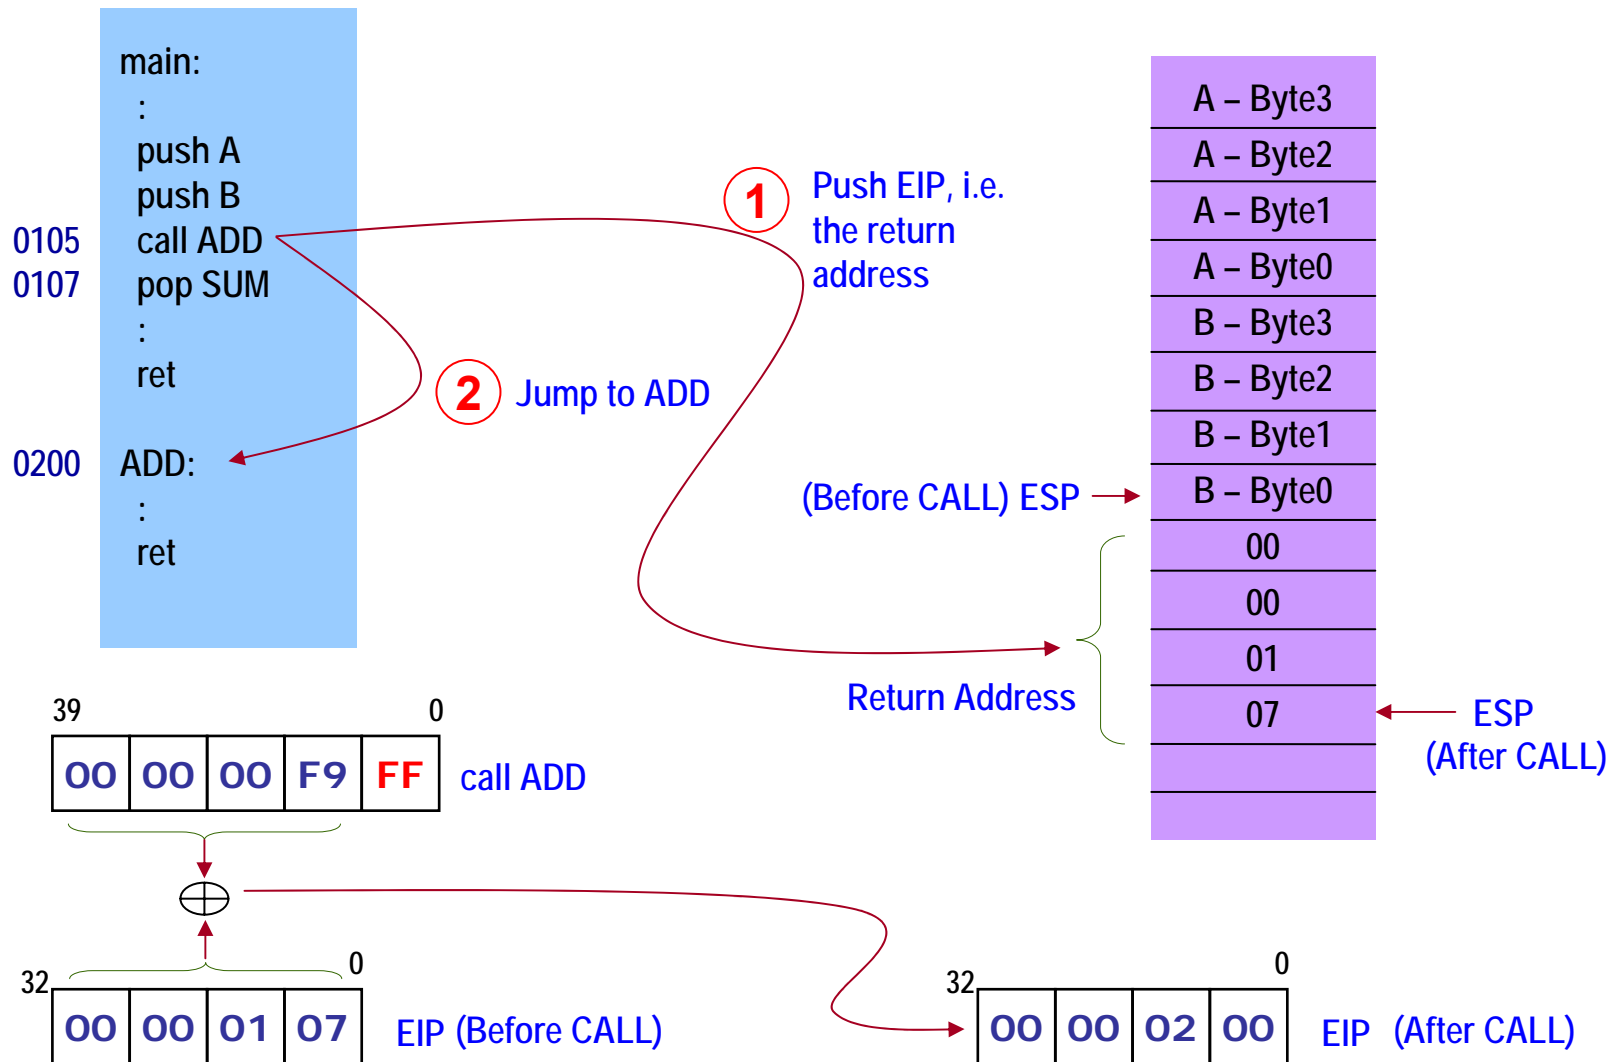 main:
:
push A
push B
0105 call ADD
0107 pop SUM
:
ret
0200 ADD:
:
ret
1 Push EIP, i.e.
the return
address
2 Jump to ADD
A – Byte3
A – Byte2
A – Byte1
A – Byte0
B – Byte3
B – Byte2
B – Byte1
(Before CALL) ESP B – Byte0
00
00
01
Return Address 07 ESP
(After CALL)
39 0
00 00 00 F9 FF call ADD
32 0
00 00 01 07 EIP (Before CALL)
32 0
00 00 02 00 EIP (After CALL)